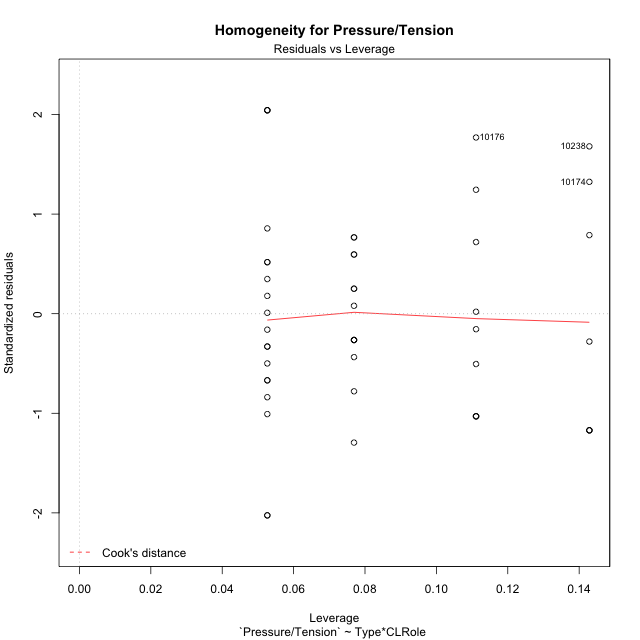 Homogeneity for Pressure/Tension
Residuals vs Leverage
Standardized residuals
2
1
0
-1
-2
10176
10238
10174
Cook's distance
0.00 0.02 0.04 0.06 0.08 0.10 0.12 0.14
Leverage
`Pressure/Tension` ~ Type*CLRole